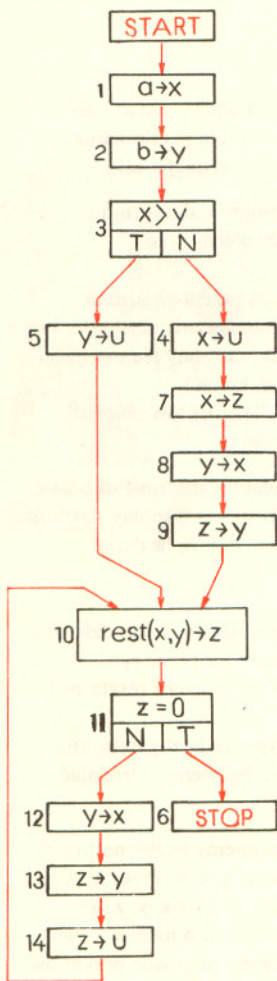 START
1 a→x
2 b→y
3 x>y
T N
5 y→u 4 x→u
7 x→z
8 y→x
9 z→y
10 rest(x,y)→z
11 z=0
N T
12 y→x 6 STOP
13 z→y
14 z→u